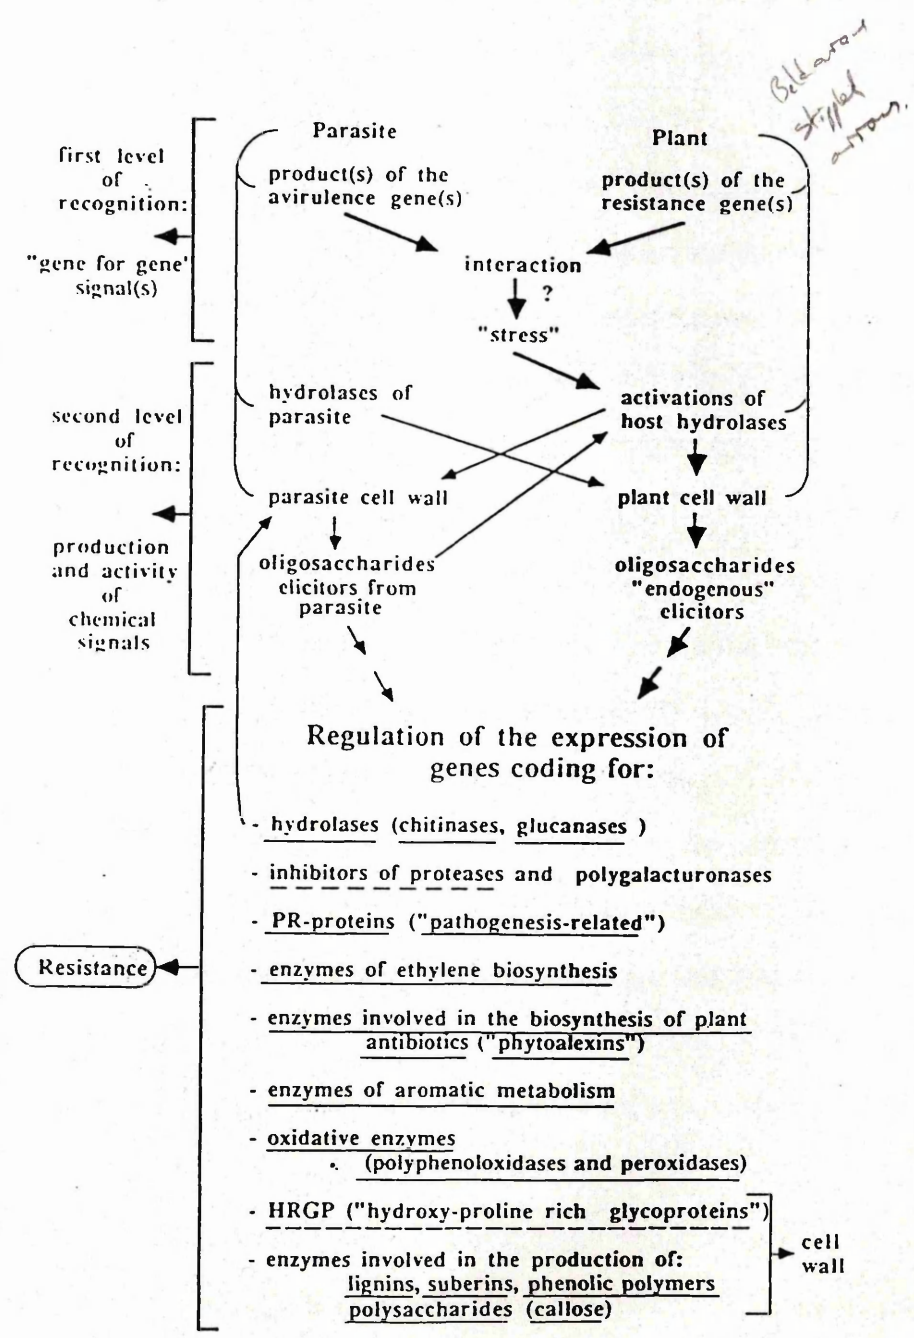 stippled
arrows.
Parasite
Plant
first level
of
recognition:
"gene for gene'
signal(s)
product(s) of the
avirulence gene(s)
product(s) of the
resistance gene(s)
interaction
?
"stress"
second level
of
recognition:
production
and activity
of
chemical
signals
hydrolases of
parasite
activations of
host hydrolases
parasite cell wall
plant cell wall
oligosaccharides
elicitors from
parasite
oligosaccharides
"endogenous"
elicitors
Regulation of the expression of
genes coding for:
- hydrolases (chitinases, glucanases )
- inhibitors of proteases and polygalacturonases
- PR-proteins ("pathogenesis-related")
Resistance
- enzymes of ethylene biosynthesis
- enzymes involved in the biosynthesis of plant
antibiotics ("phytoalexins")
- enzymes of aromatic metabolism
- oxidative enzymes
(polyphenoloxidases and peroxidases)
- HRGP ("hydroxy-proline rich glycoproteins")
- enzymes involved in the production of:
lignins, suberins, phenolic polymers
polysaccharides (callose)
cell
wall